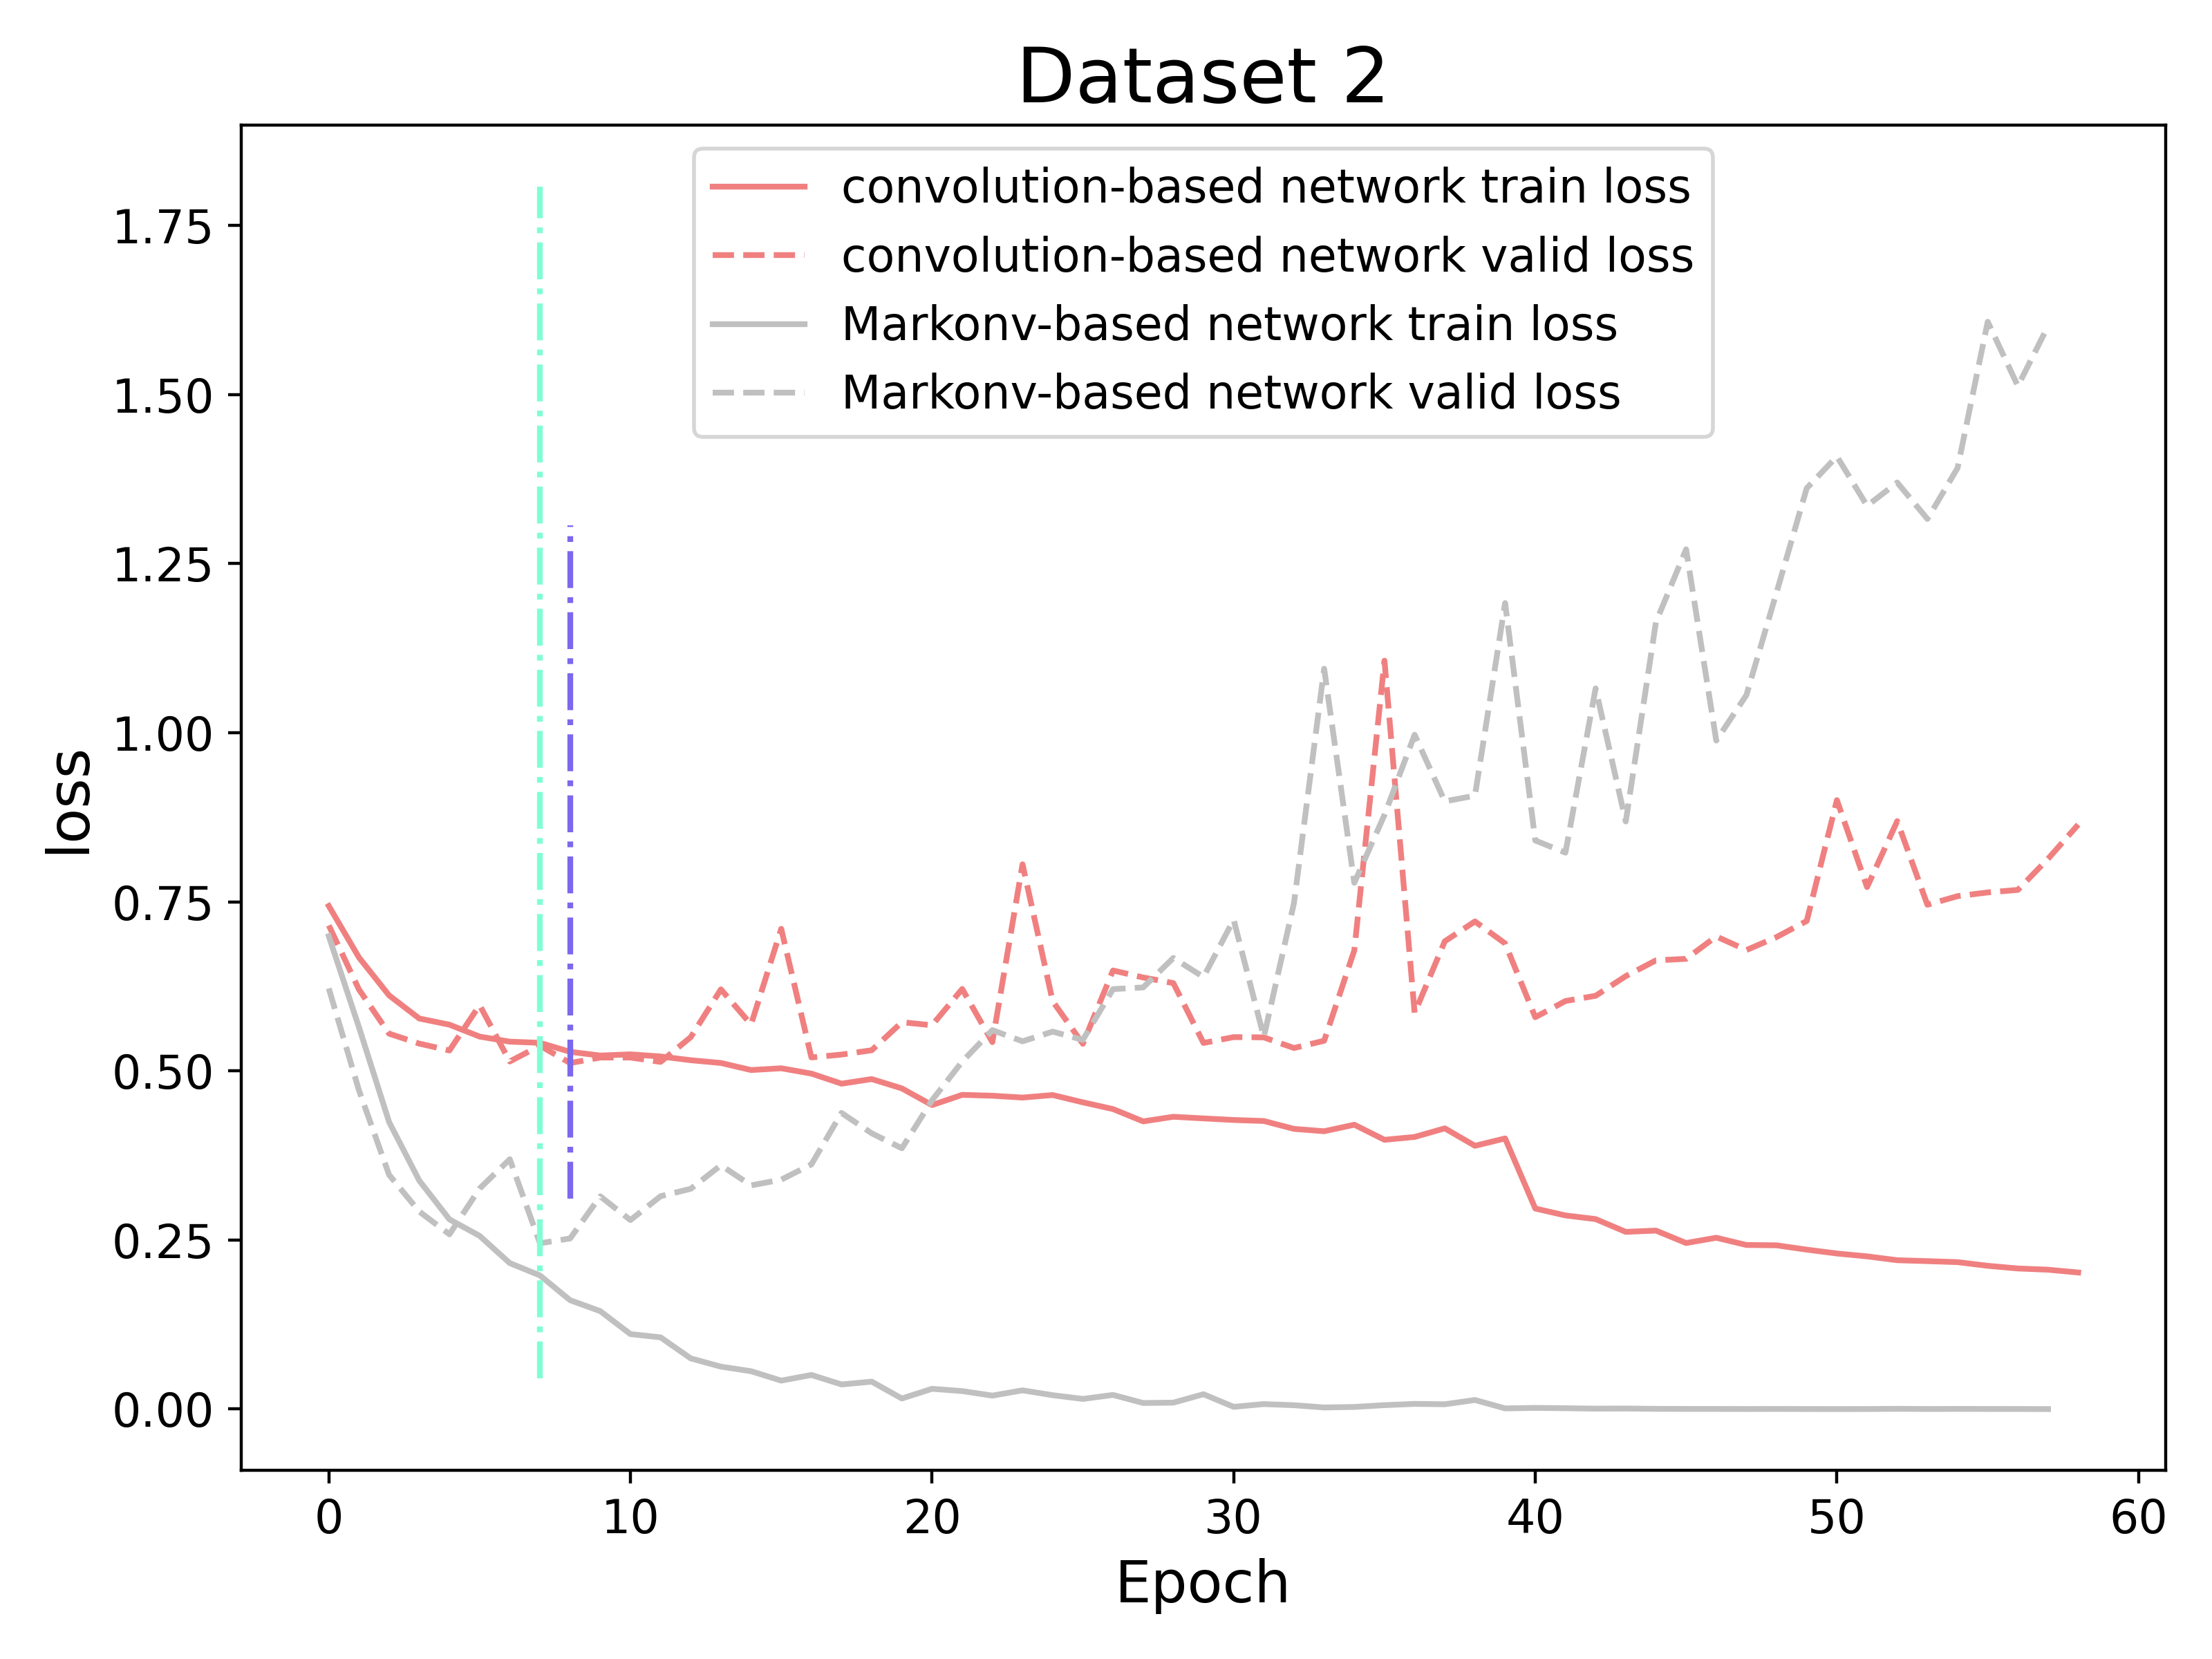 Dataset 2
convolution-based network train loss
convolution-based network valid loss
Markonv-based network train loss
Markonv-based network valid loss
loss
1.75
1.50
1.25
1.00
0.75
0.50
0.25
0.00
0 10 20 30 40 50 60
Epoch